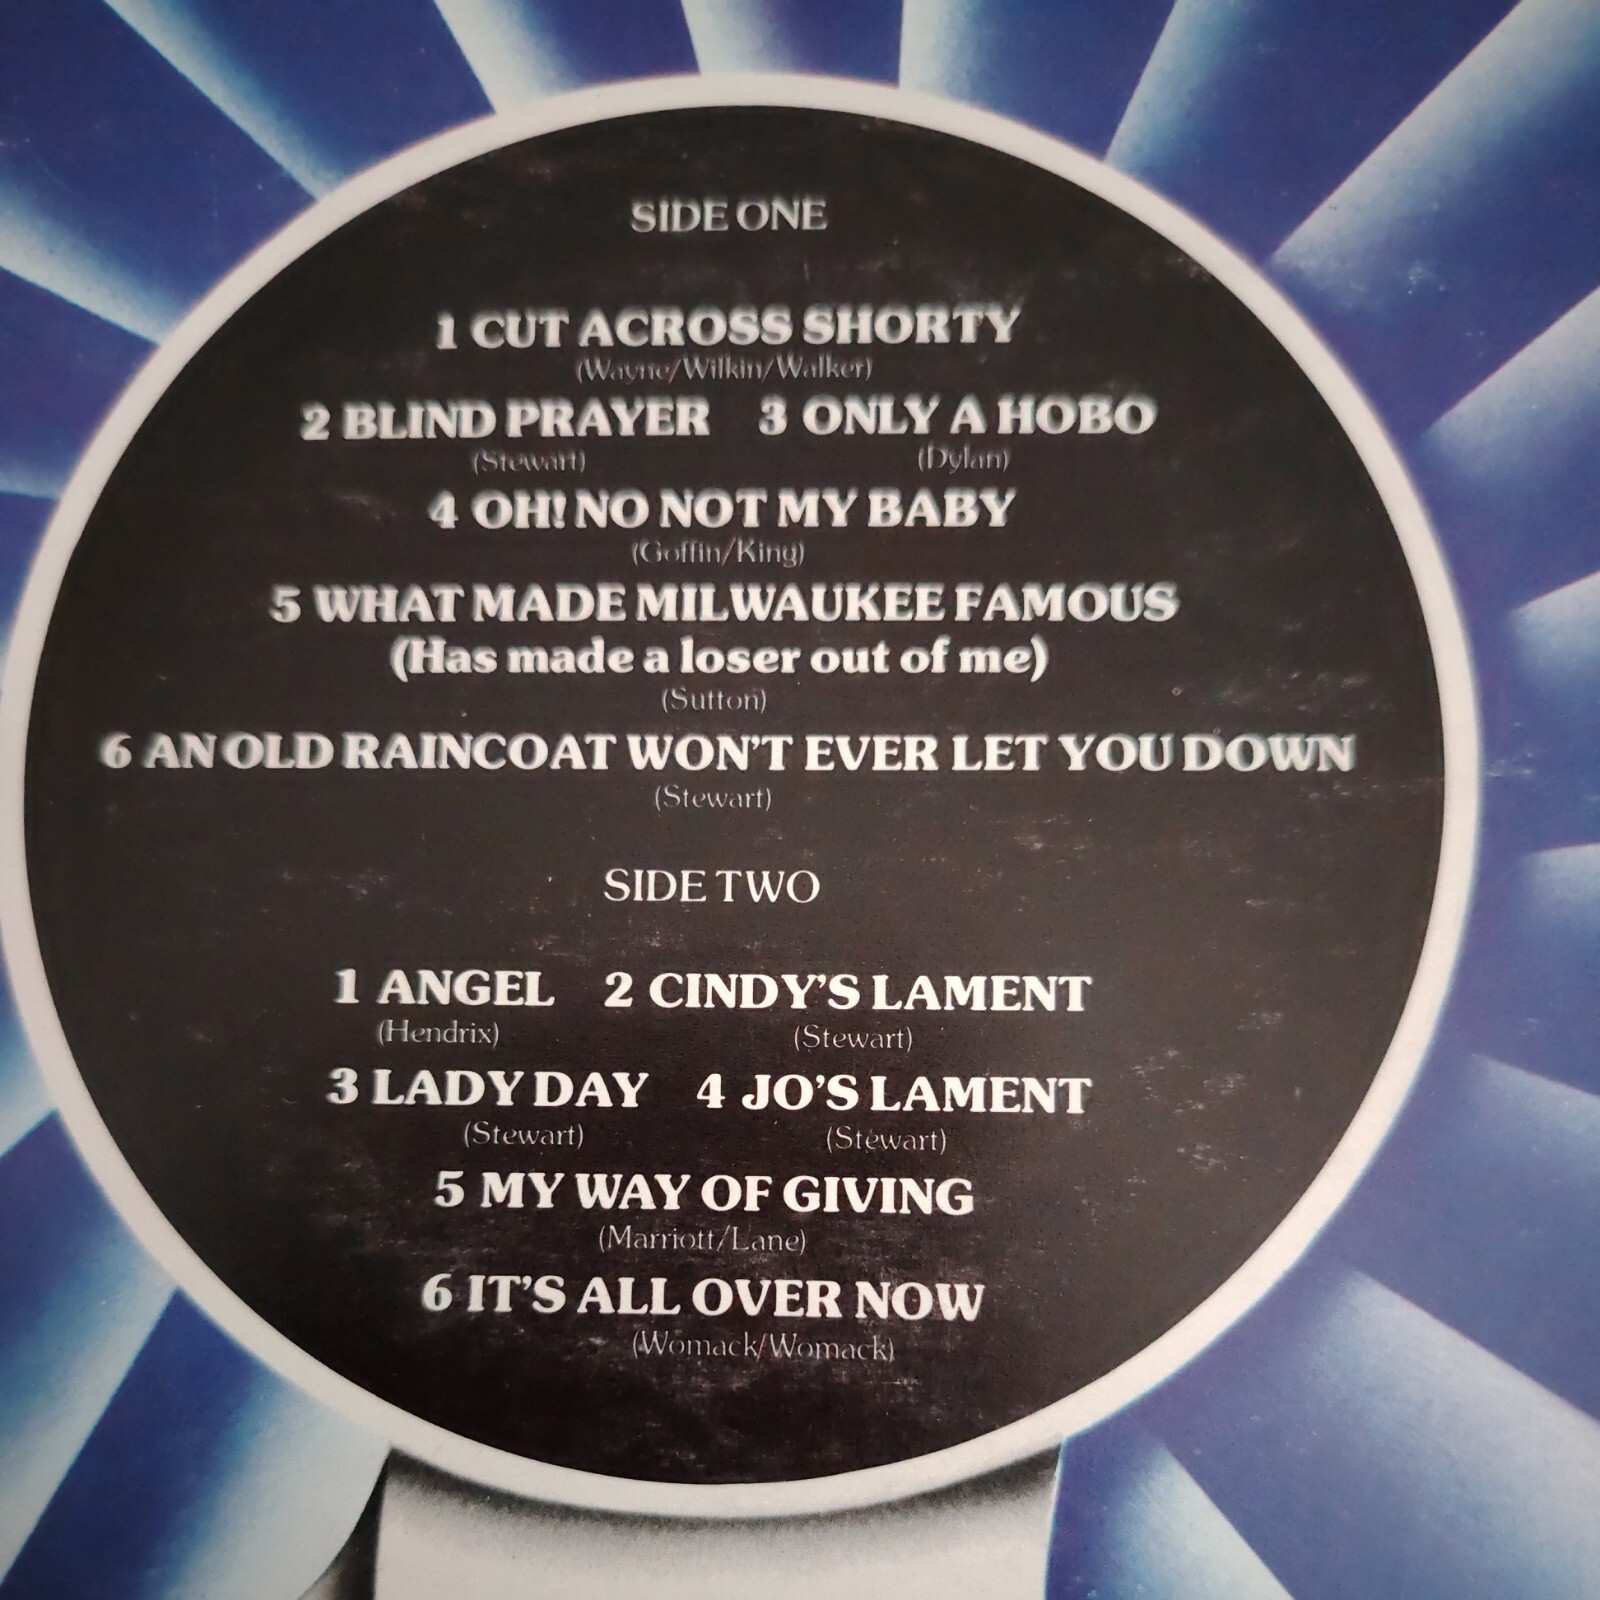 SIDE ONE
1 CUT ACROSS SHORTY
(Wayne/Wilkin/Walker)
2 BLIND PRAYER 3 ONLY A HOBO
(Stewart) (Dylan)
4 OH! NO NOT MY BABY
(Goffin/King)
5 WHAT MADE MILWAUKEE FAMOUS
(Has made a loser out of me)
(Sutton)
6 AN OLD RAINCOAT WON'T EVER LET YOU DOWN
(Stewart)
SIDE TWO
1 ANGEL 2 CINDY'S LAMENT
(Hendrix) (Stewart)
3 LADY DAY 4 JO'S LAMENT
(Stewart) (Stewart)
5 MY WAY OF GIVING
(Marriott/Lane)
6 IT'S ALL OVER NOW
(Womack/Womack)